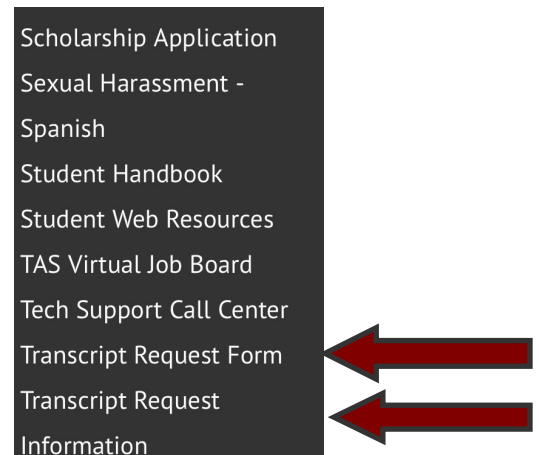 Scholarship Application
Sexual Harassment -
Spanish
Student Handbook
Student Web Resources
TAS Virtual Job Board
Tech Support Call Center
Transcript Request Form
Transcript Request
Information